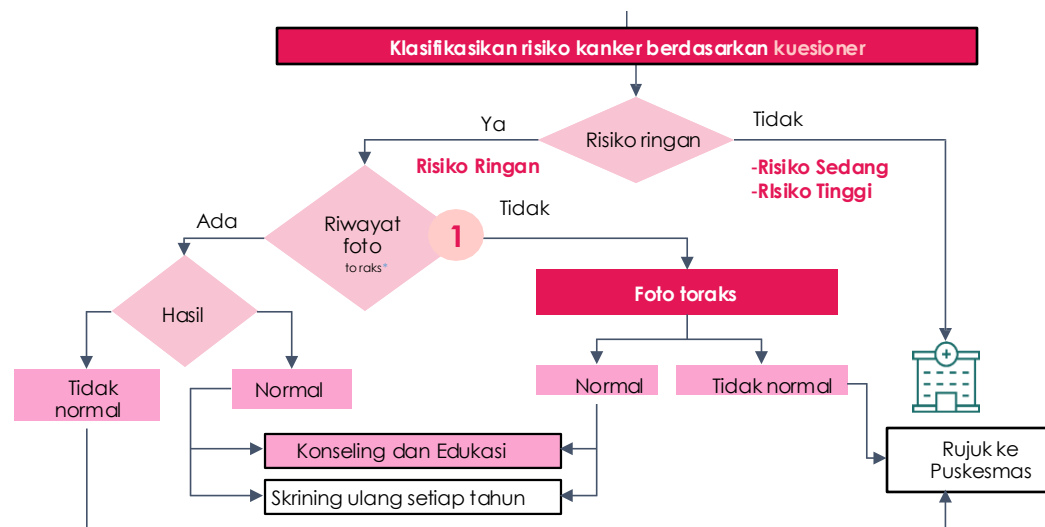 Klasifikasikan risiko kanker berdasarkan kuesioner
Risiko ringan
Ya
Tidak
Risiko Ringan
-Risiko Sedang
-RIsiko Tinggi
Riwayat
foto
toraks*
1
Ada
Tidak
Hasil
Foto toraks
Tidak
normal
Normal
Normal
Tidak normal
Konseling dan Edukasi
Skrining ulang setiap tahun
Rujuk ke
Puskesmas